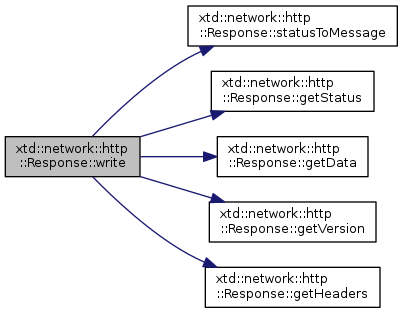 xtd::network::http
::Response::write
xtd::network::http
::Response::statusToMessage
xtd::network::http
::Response::getStatus
xtd::network::http
::Response::getData
xtd::network::http
::Response::getVersion
xtd::network::http
::Response::getHeaders